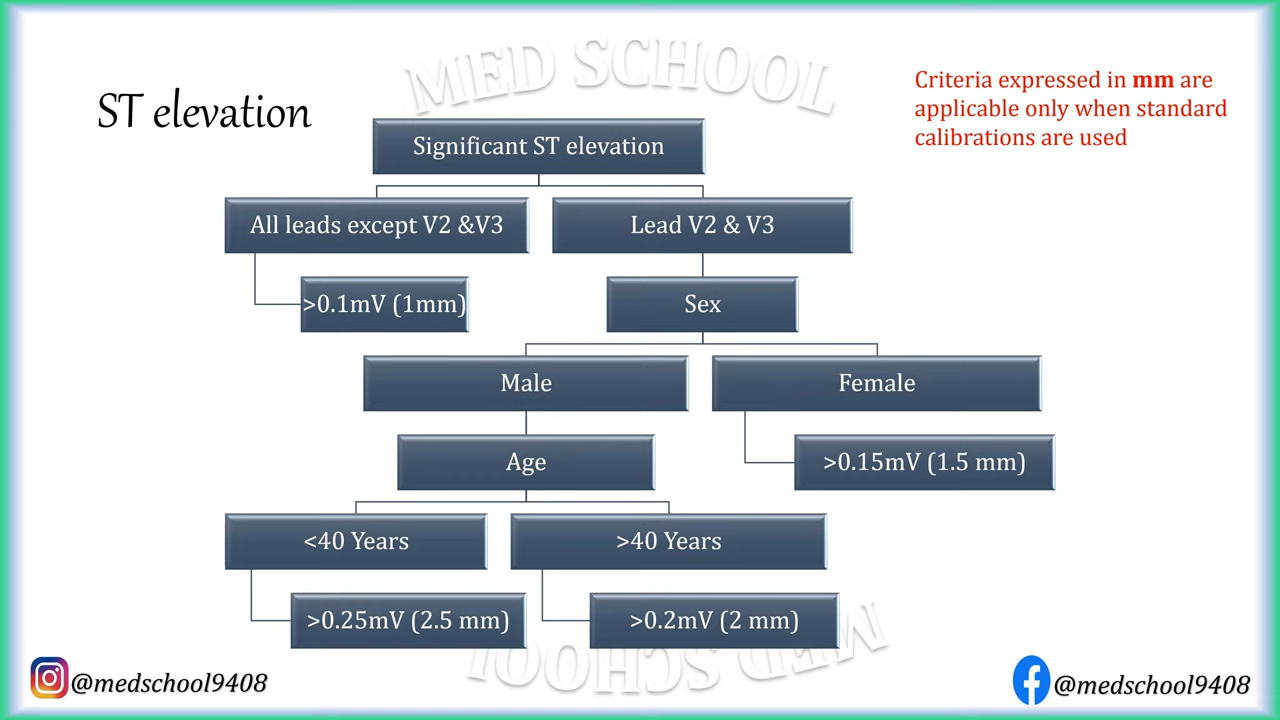 MED SCHOOL
ST elevation
Criteria expressed in mm are
applicable only when standard
calibrations are used
Significant ST elevation
All leads except V2 &V3
Lead V2 & V3
>0.1mV (1mm)
Sex
Male
Female
Age
>0.15mV (1.5 mm)
<40 Years
>40 Years
>0.25mV (2.5 mm)
>0.2mV (2 mm)
MED SCHOOL
@medschool9408
@medschool9408